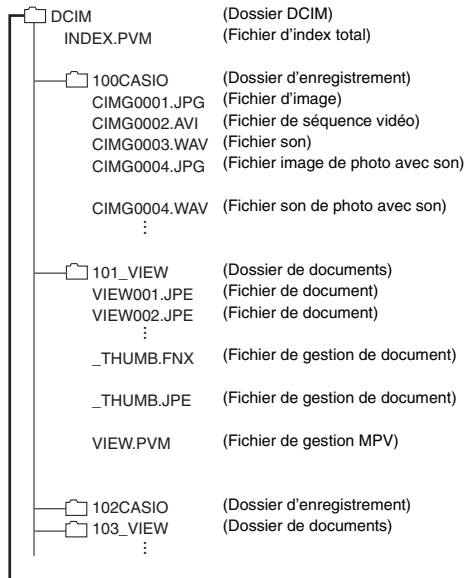 DCIM (Dossier DCIM)
INDEX.PVM (Fichier d'index total)
100CASIO (Dossier d'enregistrement)
CIMG0001.JPG (Fichier d'image)
CIMG0002.AVI (Fichier de séquence vidéo)
CIMG0003.WAV (Fichier son)
CIMG0004.JPG (Fichier image de photo avec son)
CIMG0004.WAV (Fichier son de photo avec son)
⋮
101_VIEW (Dossier de documents)
VIEW001.JPE (Fichier de document)
VIEW002.JPE (Fichier de document)
⋮
_THUMB.FNX (Fichier de gestion de document)
_THUMB.JPE (Fichier de gestion de document)
VIEW.PVM (Fichier de gestion MPV)
102CASIO (Dossier d'enregistrement)
103_VIEW (Dossier de documents)
⋮